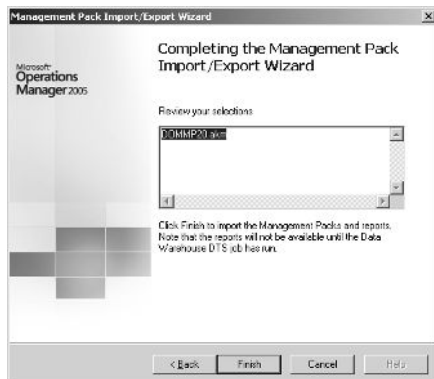 Management Pack Import/Export Wizard
Microsoft
Operations
Manager 2005
Completing the Management Pack
Import/Export Wizard
Review your selections
DOMMP20.akm
Click Finish to import the Management Packs and reports.
Note that the reports will not be available until the Data
Warehouse DTS job has run.
< Back
Finish
Cancel
Help